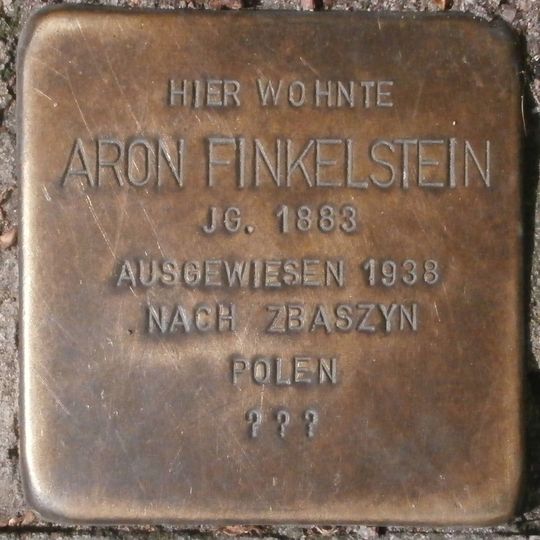 HIER WOHNTE
ARON FINKELSTEIN
JG. 1883
AUSGEWIESEN 1938
NACH ZBASZYN
POLEN
???